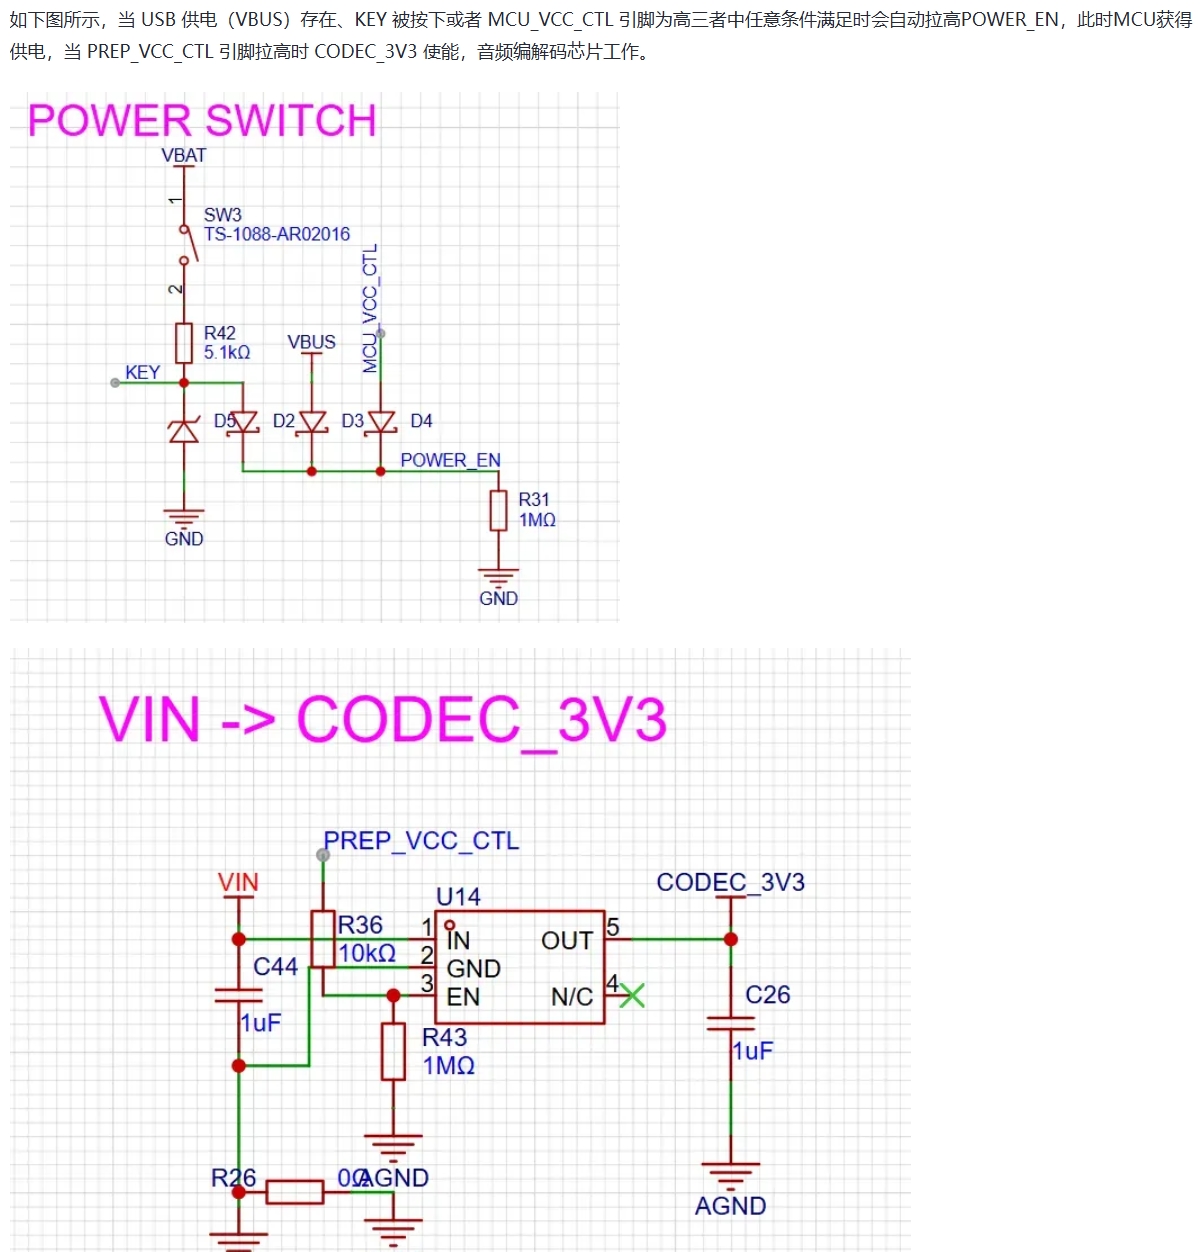 如下图所示，当 USB 供电（VBUS）存在、KEY 被按下或者 MCU_VCC_CTL 引脚为高三者中任意条件满足时会自动拉高POWER_EN，此时MCU获得
供电，当 PREP_VCC_CTL 引脚拉高时 CODEC_3V3 使能，音频编解码芯片工作。
POWER SWITCH
VBAT
1
SW3
TS-1088-AR02016
2
MCU_VCC_CTL
R42
5.1kΩ
VBUS
KEY
D5
D2
D3
D4
POWER_EN
R31
1MΩ
GND
GND
VIN -> CODEC_3V3
PREP_VCC_CTL
VIN
CODEC_3V3
U14
R36
10kΩ
1
IN
OUT
5
2
GND
C44
3
EN
N/C
4
C26
1uF
R43
1MΩ
1uF
R26
0Ω
AGND
AGND